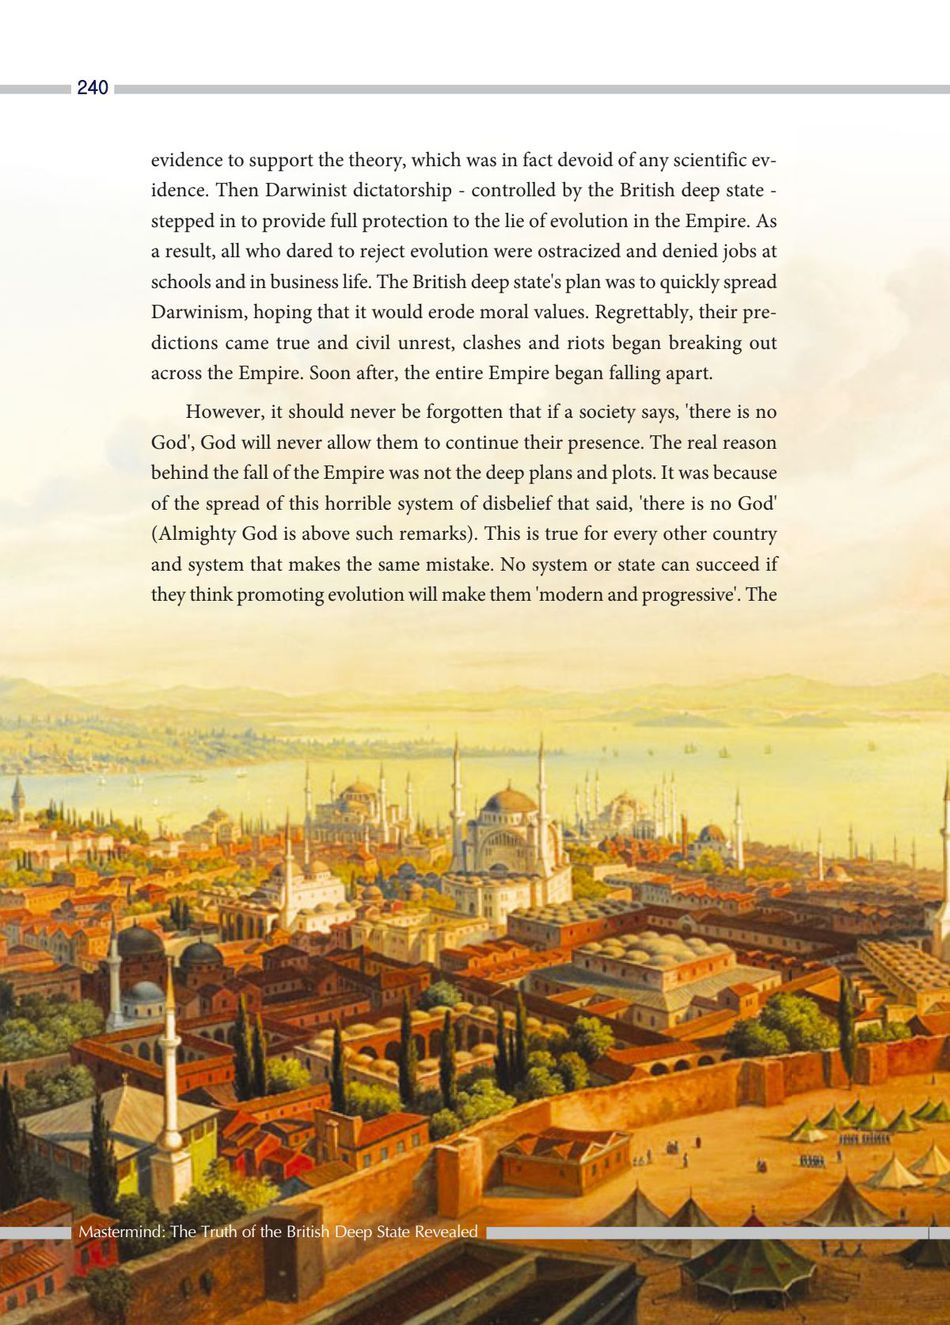 240
evidence to support the theory, which was in fact devoid of any scientific ev-
idence. Then Darwinist dictatorship - controlled by the British deep state -
stepped in to provide full protection to the lie of evolution in the Empire. As
a result, all who dared to reject evolution were ostracized and denied jobs at
schools and in business life. The British deep state's plan was to quickly spread
Darwinism, hoping that it would erode moral values. Regrettably, their pre-
dictions came true and civil unrest, clashes and riots began breaking out
across the Empire. Soon after, the entire Empire began falling apart.
However, it should never be forgotten that if a society says, 'there is no
God', God will never allow them to continue their presence. The real reason
behind the fall of the Empire was not the deep plans and plots. It was because
of the spread of this horrible system of disbelief that said, 'there is no God'
(Almighty God is above such remarks). This is true for every other country
and system that makes the same mistake. No system or state can succeed if
they think promoting evolution will make them 'modern and progressive'. The
Mastermind: The Truth of the British Deep State Revealed